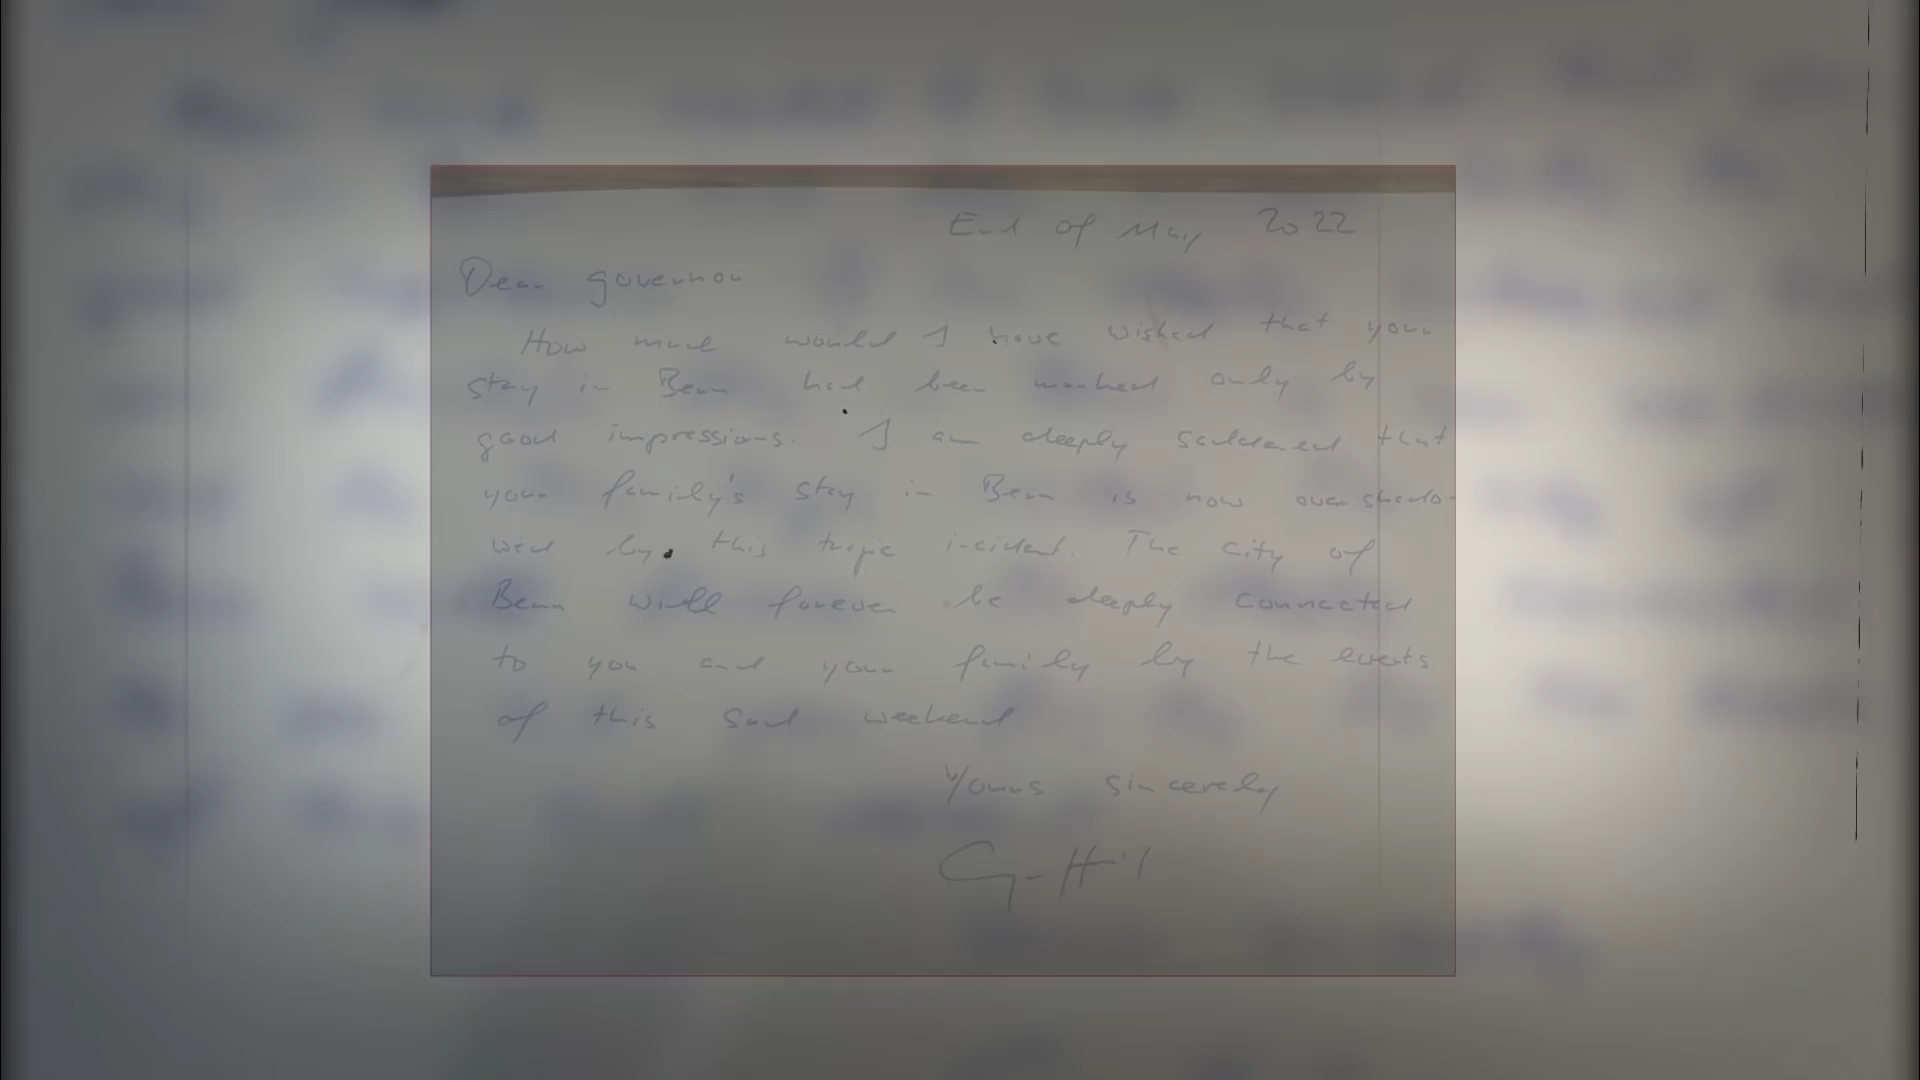 End of May 2022
Dear governor
How much would I have wished that your
stay in Bern had been marked only by
good impressions. I am deeply saddened that
your family's stay in Bern is now overshado-
wed by this tragic incident. The city of
Bern will forever be deeply connected
to you and your family by the events
of this sad weekend
Yours sincerely